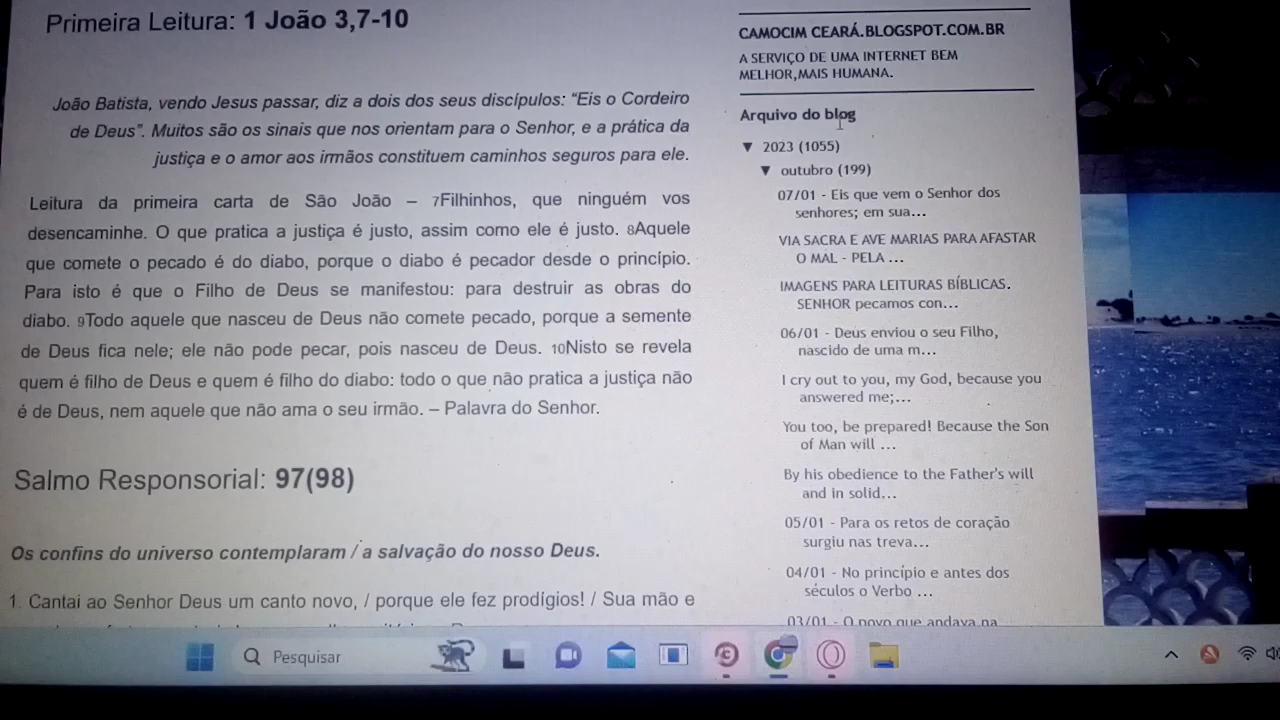 Primeira Leitura: 1 João 3,7-10
João Batista, vendo Jesus passar, diz a dois dos seus discípulos: “Eis o Cordeiro
de Deus”. Muitos são os sinais que nos orientam para o Senhor, e a prática da
justiça e o amor aos irmãos constituem caminhos seguros para ele.
Leitura da primeira carta de São João – 7Filhinhos, que ninguém vos
desencaminhe. O que pratica a justiça é justo, assim como ele é justo. 8Aquele
que comete o pecado é do diabo, porque o diabo é pecador desde o princípio.
Para isto é que o Filho de Deus se manifestou: para destruir as obras do
diabo. 9Todo aquele que nasceu de Deus não comete pecado, porque a semente
de Deus fica nele; ele não pode pecar, pois nasceu de Deus. 10Nisto se revela
quem é filho de Deus e quem é filho do diabo: todo o que não pratica a justiça não
é de Deus, nem aquele que não ama o seu irmão. – Palavra do Senhor.
Salmo Responsorial: 97(98)
Os confins do universo contemplaram / a salvação do nosso Deus.
1. Cantai ao Senhor Deus um canto novo, / porque ele fez prodígios! / Sua mão e
CAMOCIM CEARÁ.BLOGSPOT.COM.BR
A SERVIÇO DE UMA INTERNET BEM
MELHOR,MAIS HUMANA.
Arquivo do blog
▼ 2023 (1055)
▼ outubro (199)
07/01 - Eis que vem o Senhor dos
senhores; em sua...
VIA SACRA E AVE MARIAS PARA AFASTAR
O MAL - PELA ...
IMAGENS PARA LEITURAS BÍBLICAS.
SENHOR pecamos con...
06/01 - Deus enviou o seu Filho,
nascido de uma m...
I cry out to you, my God, because you
answered me;...
You too, be prepared! Because the Son
of Man will ...
By his obedience to the Father's will
and in solid...
05/01 - Para os retos de coração
surgiu nas treva...
04/01 - No princípio e antes dos
séculos o Verbo ...
03/01 - O novo que andava na
Pesquisar